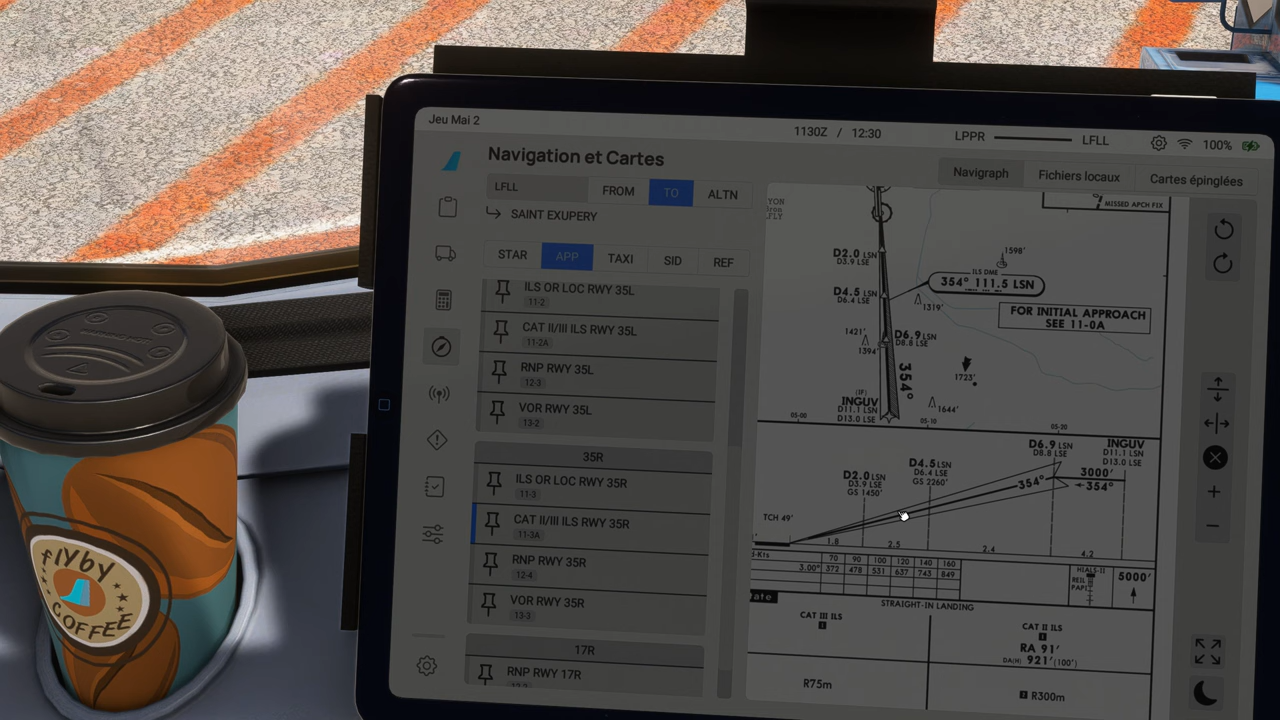 Jeu Mai 2
1130Z / 12:30
LPPR
LFLL
100%
Navigation et Cartes
Navigraph
Fichiers locaux
Cartes épinglées
LFLL
FROM
TO
ALTN
SAINT EXUPERY
STAR
APP
TAXI
SID
REF
ILS OR LOC RWY 35L
11-2
CAT II/III ILS RWY 35L
11-2A
RNP RWY 35L
12-3
VOR RWY 35L
13-2
35R
ILS OR LOC RWY 35R
11-3
CAT II/III ILS RWY 35R
11-3A
RNP RWY 35R
12-4
VOR RWY 35R
13-3
17R
RNP RWY 17R
MISSED APCH FIX
D2.0 LSN
D3.9 LSE
1598'
ILS DME
354° 111.5 LSN
D4.5 LSN
D6.4 LSE
1319'
FOR INITIAL APPROACH
SEE 11-0A
1421'
1394'
D6.9 LSN
D8.8 LSE
354°
1723'
(IF)
INGUV
D11.1 LSN
D13.0 LSE
1644'
05-00
05-10
05-20
D6.9 LSN
D8.8 LSE
INGUV
D11.1 LSN
D13.0 LSE
D4.5 LSN
D6.4 LSE
GS 2260'
D2.0 LSN
D3.9 LSE
GS 1450'
3000'
354°
354°
TCH 49'
1.8
2.5
2.4
4.2
d-Kts
70 90 100 120 140 160
3.00° 372 478 531 637 743 849
HIALS-II
REIL
PAPI
5000'
STRAIGHT-IN LANDING
CAT III ILS
CAT II ILS
RA 91'
DA(H) 921' (100')
R75m
R300m
flyby
COFFEE